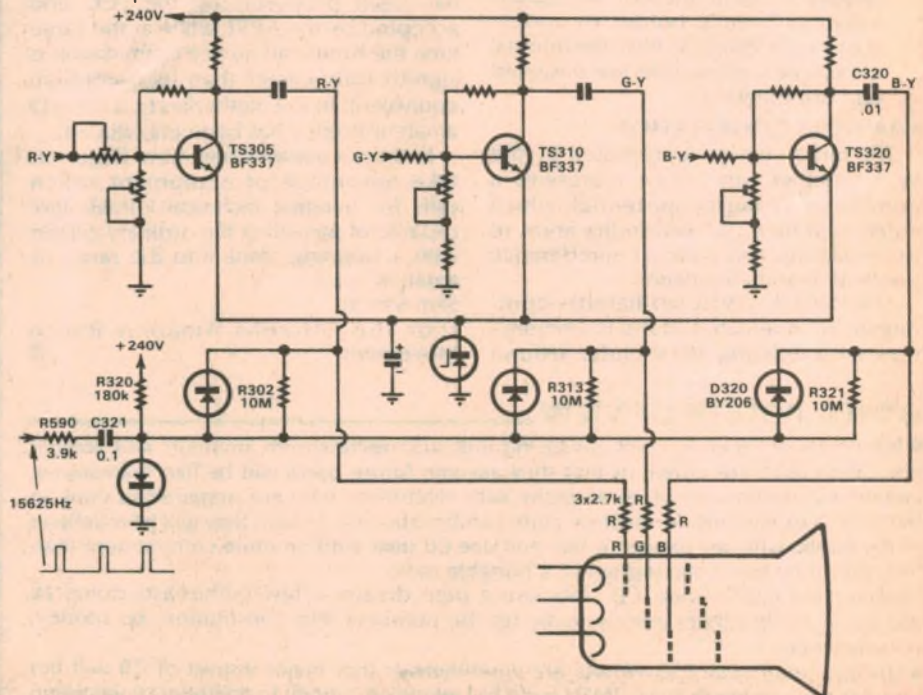 +240V
R-Y
G-Y
C320
.01
B-Y
R-Y
TS305
BF337
G-Y
TS310
BF337
B-Y
TS320
BF337
+
-
+240V
R320
180k
R590
3.9k
C321
0.1
R302
10M
R313
10M
D320
BY206
R321
10M
15625Hz
3x2.7k
R
R
G
R
R
G
B